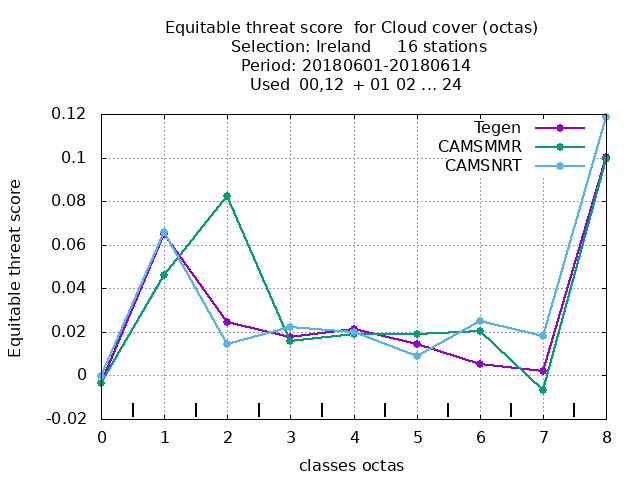 Equitable threat score  for Cloud cover (octas)
Selection: Ireland     16 stations
Period: 20180601-20180614
Used  00,12  + 01 02 ... 24
Equitable threat score
0.12
0.1
0.08
0.06
0.04
0.02
0
-0.02
Tegen
CAMSMMR
CAMSNRT
0 1 2 3 4 5 6 7 8
classes octas